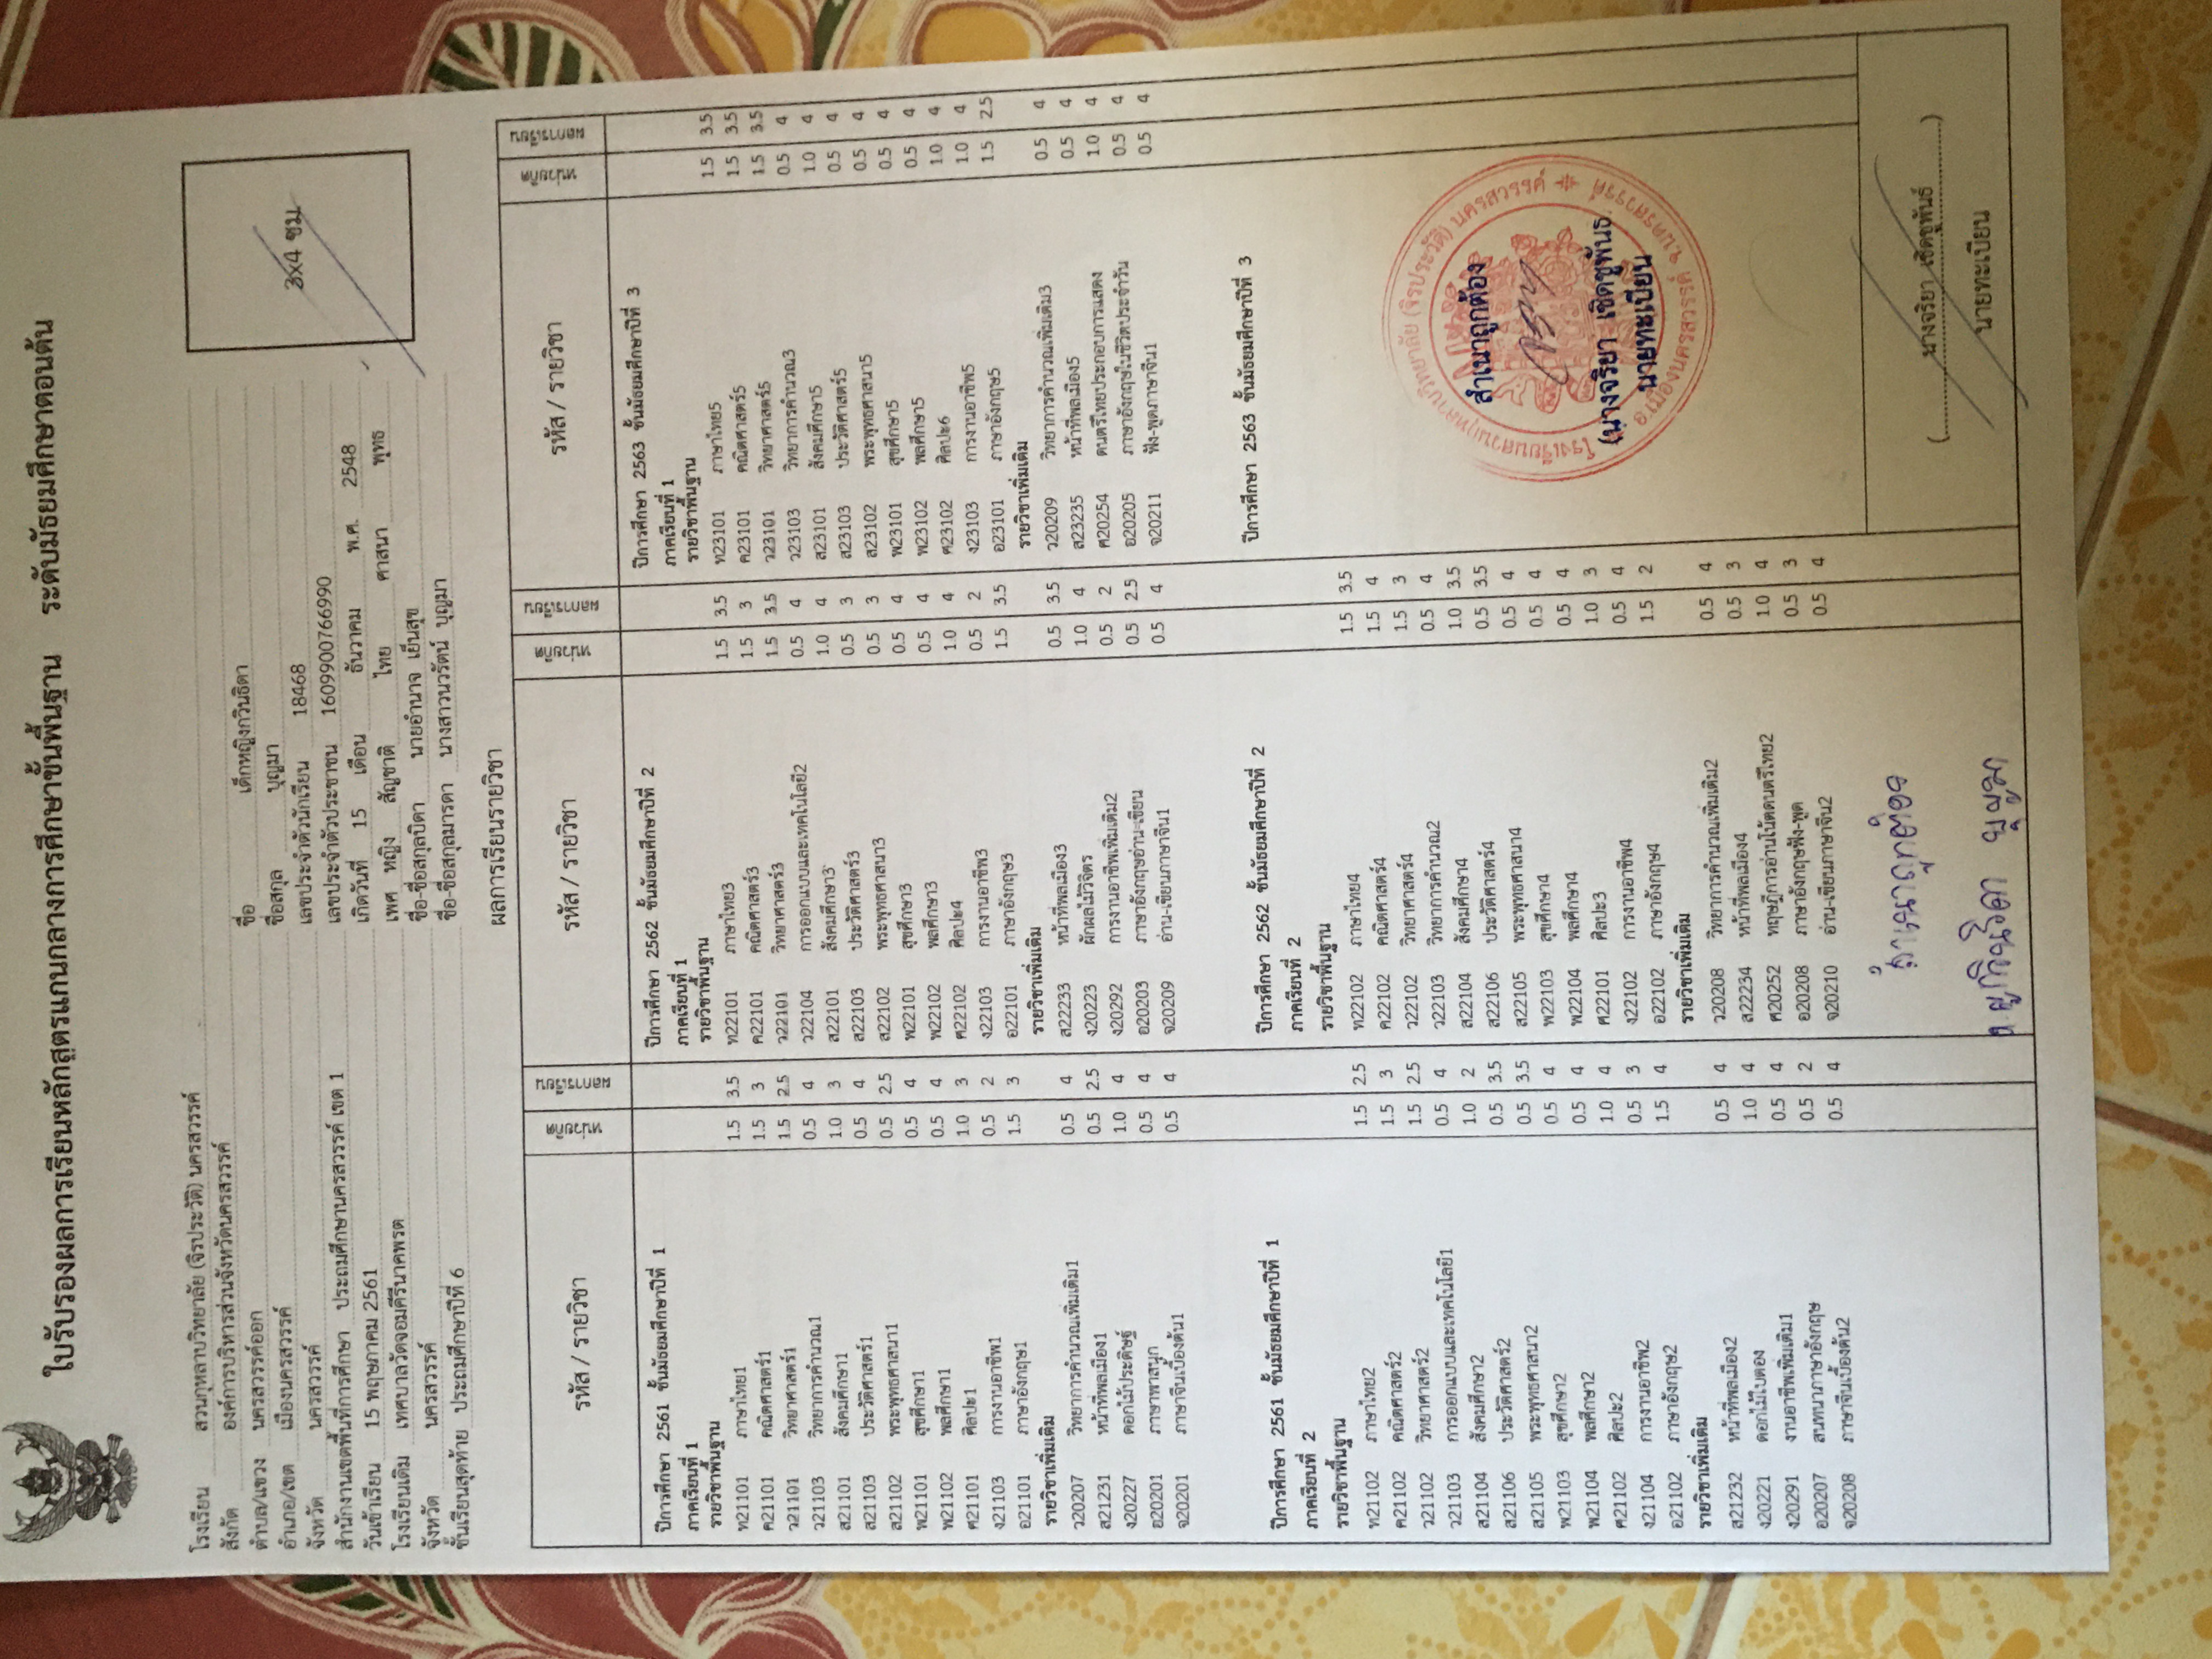 ใบรับรองผลการเรียนหลักสูตรแกนกลางการศึกษาขั้นพื้นฐาน ระดับมัธยมศึกษาตอนต้น
โรงเรียน สวนกุหลาบวิทยาลัย (จิรประวัติ) นครสวรรค์
สังกัด องค์การบริหารส่วนจังหวัดนครสวรรค์
ตำบล/แขวง นครสวรรค์ออก
อำเภอ/เขต เมืองนครสวรรค์
จังหวัด นครสวรรค์
สำนักงานเขตพื้นที่การศึกษา ประถมศึกษานครสวรรค์ เขต 1
วันเข้าเรียน 15 พฤษภาคม 2561
โรงเรียนเดิม เทศบาลวัดจอมคีรีนาคพรต
จังหวัด นครสวรรค์
ชั้นเรียนสุดท้าย ประถมศึกษาปีที่ 6
ชื่อ เด็กหญิงกวินธิดา
ชื่อสกุล บุญมา
เลขประจำตัวนักเรียน 18468
เลขประจำตัวประชาชน 1609900766990
เกิดวันที่ 15 เดือน ธันวาคม พ.ศ. 2548
เพศ หญิง สัญชาติ ไทย ศาสนา พุทธ
ชื่อ-ชื่อสกุลบิดา นายอำนาจ เย็นสุข
ชื่อ-ชื่อสกุลมารดา นางสาวนวรัตน์ บุญมา
3x4 ซม.
ผลการเรียนรายวิชา
รหัส / รายวิชา หน่วยกิต ผลการเรียน
ปีการศึกษา 2561 ชั้นมัธยมศึกษาปีที่ 1
ภาคเรียนที่ 1
รายวิชาพื้นฐาน
ท21101 ภาษาไทย1 1.5 3.5
ค21101 คณิตศาสตร์1 1.5 3
ว21101 วิทยาศาสตร์1 1.5 2.5
ว21103 วิทยาการคำนวณ1 0.5 4
ส21101 สังคมศึกษา1 1.0 3
ส21103 ประวัติศาสตร์1 0.5 4
ส21102 พระพุทธศาสนา1 0.5 2.5
พ21101 สุขศึกษา1 0.5 4
พ21102 พลศึกษา1 0.5 4
ศ21101 ศิลปะ1 1.0 3
ง21103 การงานอาชีพ1 0.5 2
อ21101 ภาษาอังกฤษ1 1.5 3
รายวิชาเพิ่มเติม
ว20207 วิทยาการคำนวณเพิ่มเติม1 0.5 4
ส21231 หน้าที่พลเมือง1 0.5 2.5
ง20227 ดอกไม้ประดิษฐ์ 1.0 4
อ20201 ภาษาพาสนุก 0.5 4
จ20201 ภาษาจีนเบื้องต้น1 0.5 4
ปีการศึกษา 2561 ชั้นมัธยมศึกษาปีที่ 1
ภาคเรียนที่ 2
รายวิชาพื้นฐาน
ท21102 ภาษาไทย2 1.5 2.5
ค21102 คณิตศาสตร์2 1.5 3
ว21102 วิทยาศาสตร์2 1.5 2.5
ว21103 การออกแบบและเทคโนโลยี1 0.5 4
ส21104 สังคมศึกษา2 1.0 2
ส21106 ประวัติศาสตร์2 0.5 3.5
ส21105 พระพุทธศาสนา2 0.5 3.5
พ21103 สุขศึกษา2 0.5 4
พ21104 พลศึกษา2 0.5 4
ศ21102 ศิลปะ2 1.0 4
ง21104 การงานอาชีพ2 0.5 3
อ21102 ภาษาอังกฤษ2 1.5 4
รายวิชาเพิ่มเติม
ส21232 หน้าที่พลเมือง2 0.5 4
ง20221 ดอกไม้ใบตอง 1.0 4
ง20291 งานอาชีพเพิ่มเติม1 0.5 4
อ20207 สนทนาภาษาอังกฤษ 0.5 2
จ20208 ภาษาจีนเบื้องต้น2 0.5 4
รหัส / รายวิชา หน่วยกิต ผลการเรียน
ปีการศึกษา 2562 ชั้นมัธยมศึกษาปีที่ 2
ภาคเรียนที่ 1
รายวิชาพื้นฐาน
ท22101 ภาษาไทย3 1.5 3.5
ค22101 คณิตศาสตร์3 1.5 3
ว22101 วิทยาศาสตร์3 1.5 3.5
ว22104 การออกแบบและเทคโนโลยี2 0.5 4
ส22101 สังคมศึกษา3 1.0 4
ส22103 ประวัติศาสตร์3 0.5 3
ส22102 พระพุทธศาสนา3 0.5 3
พ22101 สุขศึกษา3 0.5 4
พ22102 พลศึกษา3 0.5 4
ศ22102 ศิลปะ4 1.0 4
ง22103 การงานอาชีพ3 0.5 2
อ22101 ภาษาอังกฤษ3 1.5 3.5
รายวิชาเพิ่มเติม
ส22233 หน้าที่พลเมือง3 0.5 3.5
ง20223 ผักผลไม้วิจิตร 1.0 4
ง20292 การงานอาชีพเพิ่มเติม2 0.5 2
อ20203 ภาษาอังกฤษอ่าน-เขียน 0.5 2.5
จ20209 อ่าน-เขียนภาษาจีน1 0.5 4
ปีการศึกษา 2562 ชั้นมัธยมศึกษาปีที่ 2
ภาคเรียนที่ 2
รายวิชาพื้นฐาน
ท22102 ภาษาไทย4 1.5 3.5
ค22102 คณิตศาสตร์4 1.5 4
ว22102 วิทยาศาสตร์4 1.5 3
ว22103 วิทยาการคำนวณ2 0.5 4
ส22104 สังคมศึกษา4 1.0 3.5
ส22106 ประวัติศาสตร์4 0.5 3.5
ส22105 พระพุทธศาสนา4 0.5 4
พ22103 สุขศึกษา4 0.5 4
พ22104 พลศึกษา4 0.5 4
ศ22101 ศิลปะ3 1.0 3
ง22102 การงานอาชีพ4 0.5 4
อ22102 ภาษาอังกฤษ4 1.5 2
รายวิชาเพิ่มเติม
ว20208 วิทยาการคำนวณเพิ่มเติม2 0.5 4
ส22234 หน้าที่พลเมือง4 0.5 3
ศ20252 ทฤษฎีการอ่านโน้ตดนตรีไทย2 1.0 4
อ20208 ภาษาอังกฤษฟัง-พูด 0.5 3
จ20210 อ่าน-เขียนภาษาจีน2 0.5 4
สำเนาถูกต้อง
ด.ญ กวินธิดา บุญมา
รหัส / รายวิชา หน่วยกิต ผลการเรียน
ปีการศึกษา 2563 ชั้นมัธยมศึกษาปีที่ 3
ภาคเรียนที่ 1
รายวิชาพื้นฐาน
ท23101 ภาษาไทย5 1.5 3.5
ค23101 คณิตศาสตร์5 1.5 3.5
ว23101 วิทยาศาสตร์5 1.5 3.5
ว23103 วิทยาการคำนวณ3 0.5 4
ส23101 สังคมศึกษา5 1.0 4
ส23103 ประวัติศาสตร์5 0.5 4
ส23102 พระพุทธศาสนา5 0.5 4
พ23101 สุขศึกษา5 0.5 4
พ23102 พลศึกษา5 0.5 4
ศ23102 ศิลปะ6 1.0 4
ง23103 การงานอาชีพ5 1.0 4
อ23101 ภาษาอังกฤษ5 1.5 2.5
รายวิชาเพิ่มเติม
ว20209 วิทยาการคำนวณเพิ่มเติม3 0.5 4
ส23235 หน้าที่พลเมือง5 0.5 4
ศ20254 ดนตรีไทยประกอบการแสดง 1.0 4
อ20205 ภาษาอังกฤษในชีวิตประจำวัน 0.5 4
จ20211 ฟัง-พูดภาษาจีน1 0.5 4
ปีการศึกษา 2563 ชั้นมัธยมศึกษาปีที่ 3
โรงเรียนสวนกุหลาบวิทยาลัย (จิรประวัติ) นครสวรรค์
อ.เมืองนครสวรรค์ จ.นครสวรรค์
สำเนาถูกต้อง
(นางจริยา เชิดชูพันธ
นายทะเบียน
(นางจริยา เชิดชูพันธ์)
นายทะเบียน